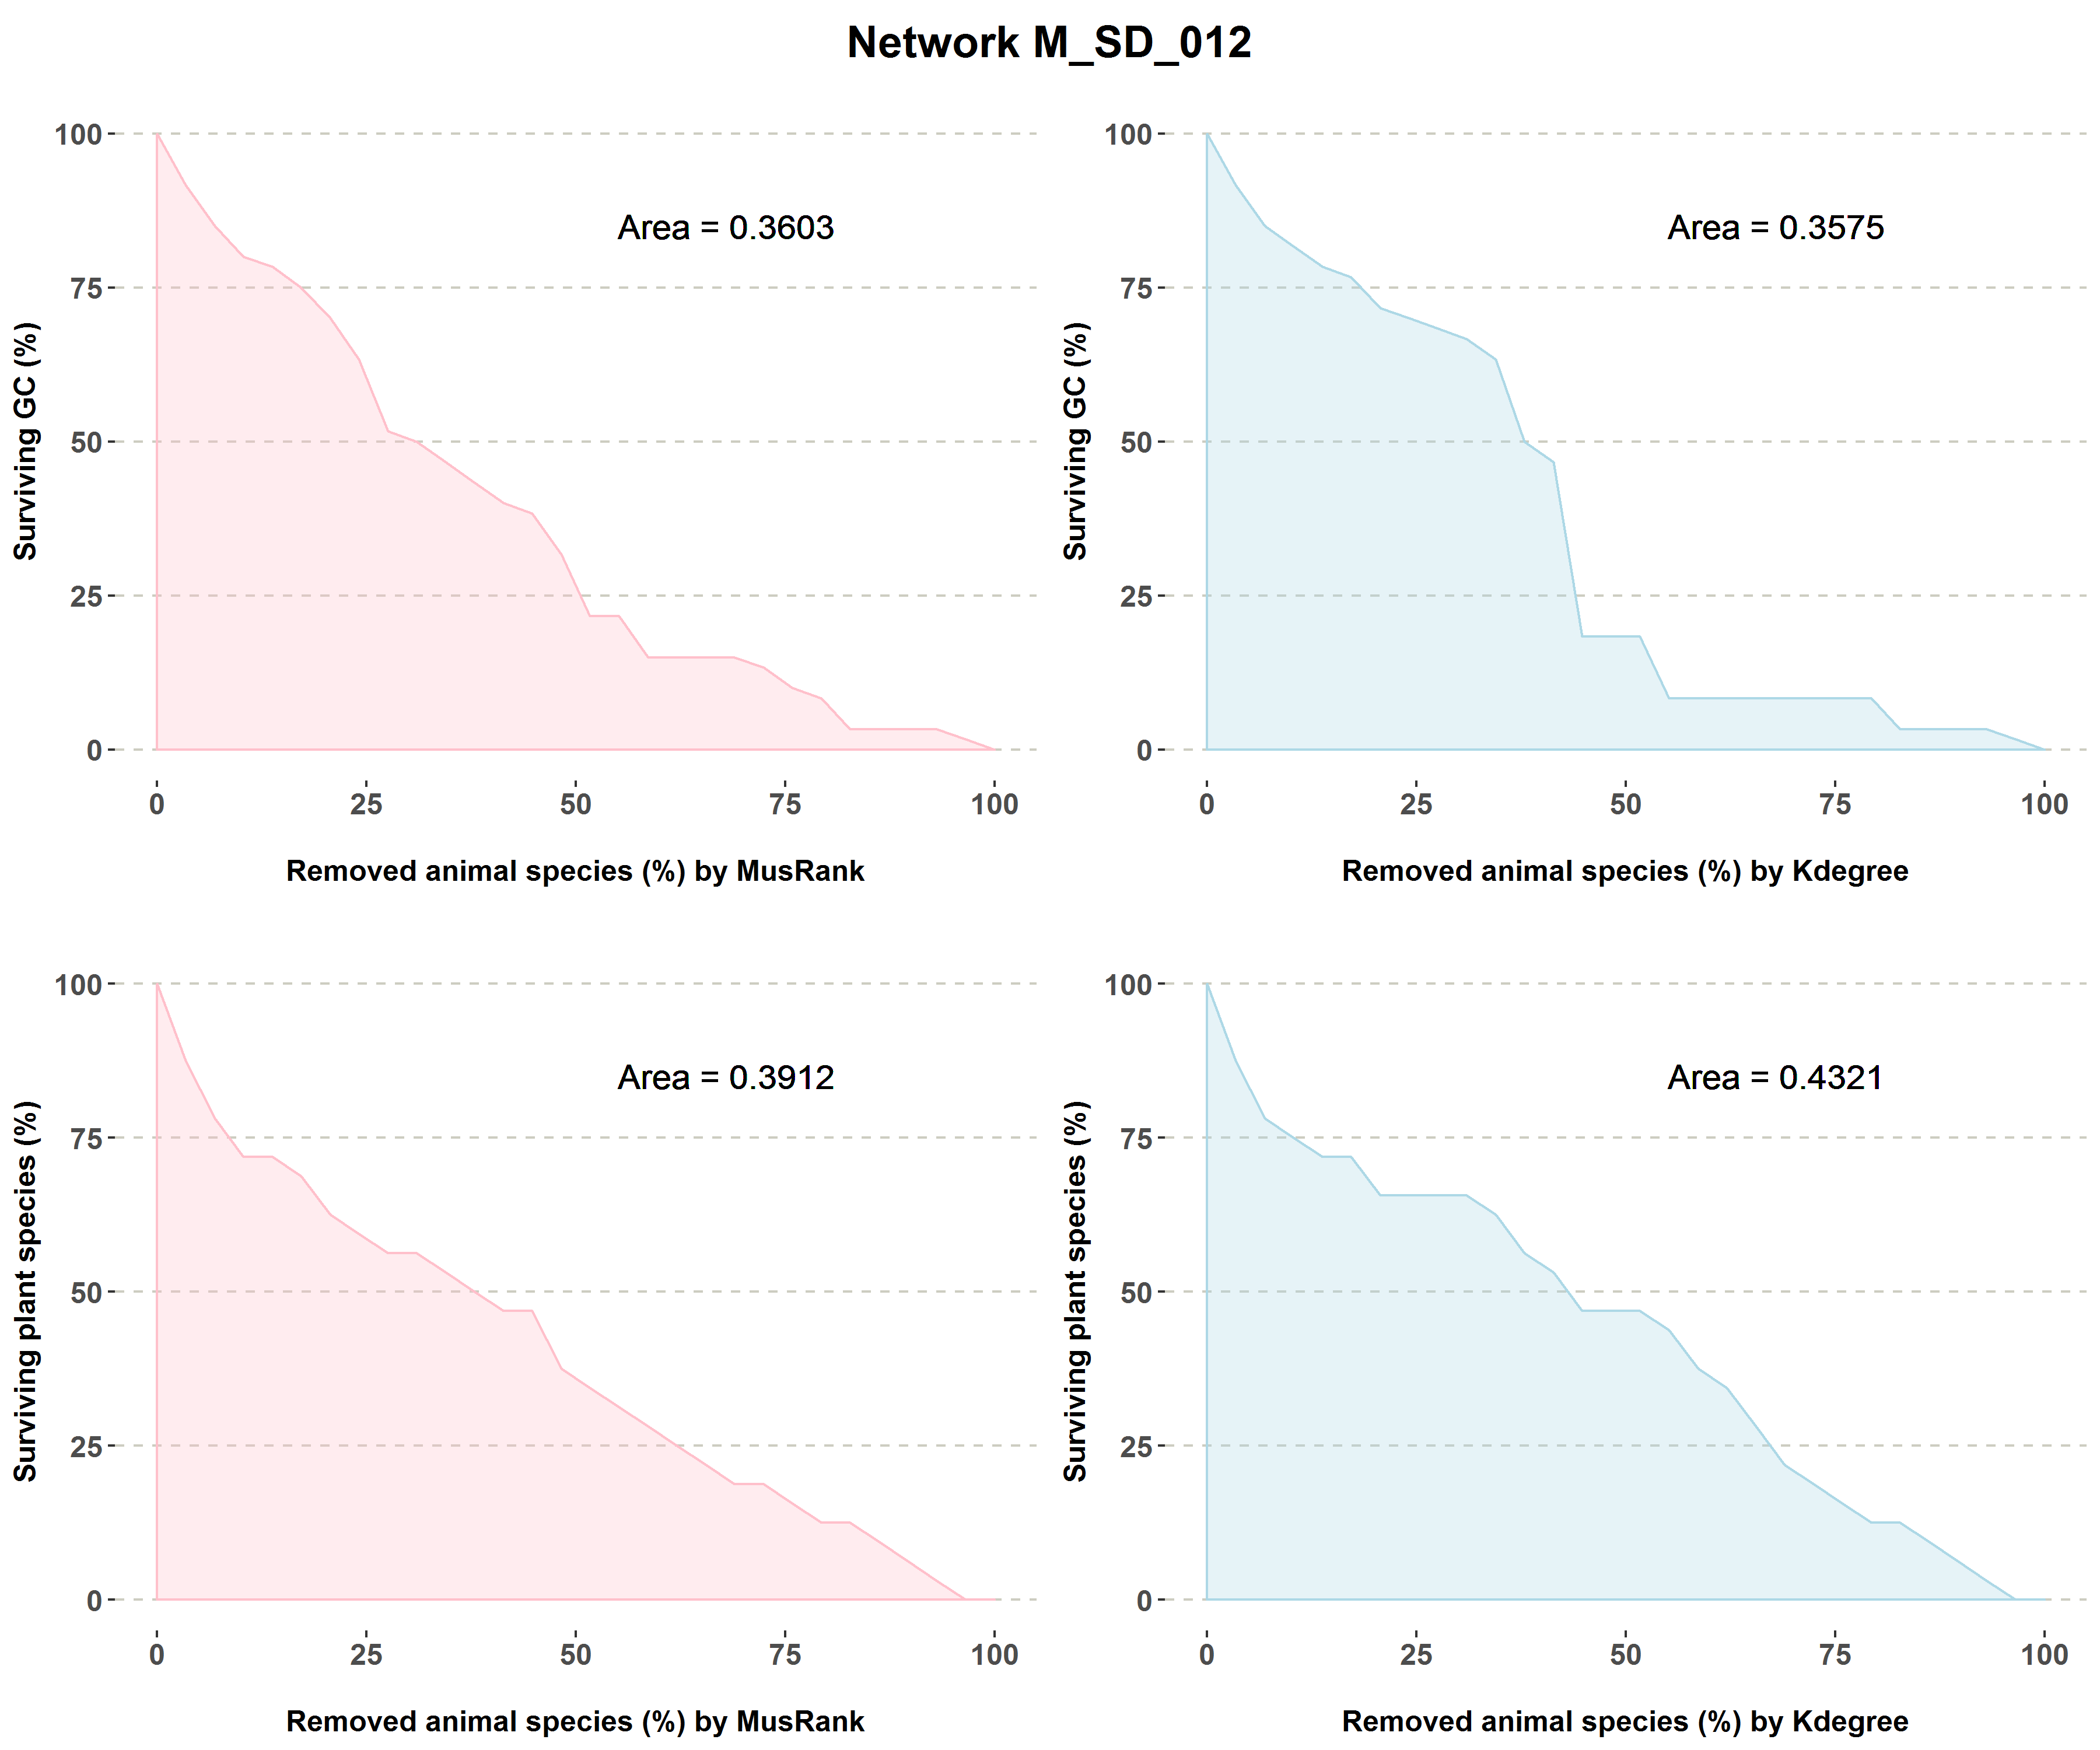 Network M_SD_012
Surviving GC (%)
100
75
50
25
0
Area = 0.3603
0 25 50 75 100
Removed animal species (%) by MusRank
Surviving GC (%)
100
75
50
25
0
Area = 0.3575
0 25 50 75 100
Removed animal species (%) by Kdegree
Surviving plant species (%)
100
75
50
25
0
Area = 0.3912
0 25 50 75 100
Removed animal species (%) by MusRank
Surviving plant species (%)
100
75
50
25
0
Area = 0.4321
0 25 50 75 100
Removed animal species (%) by Kdegree